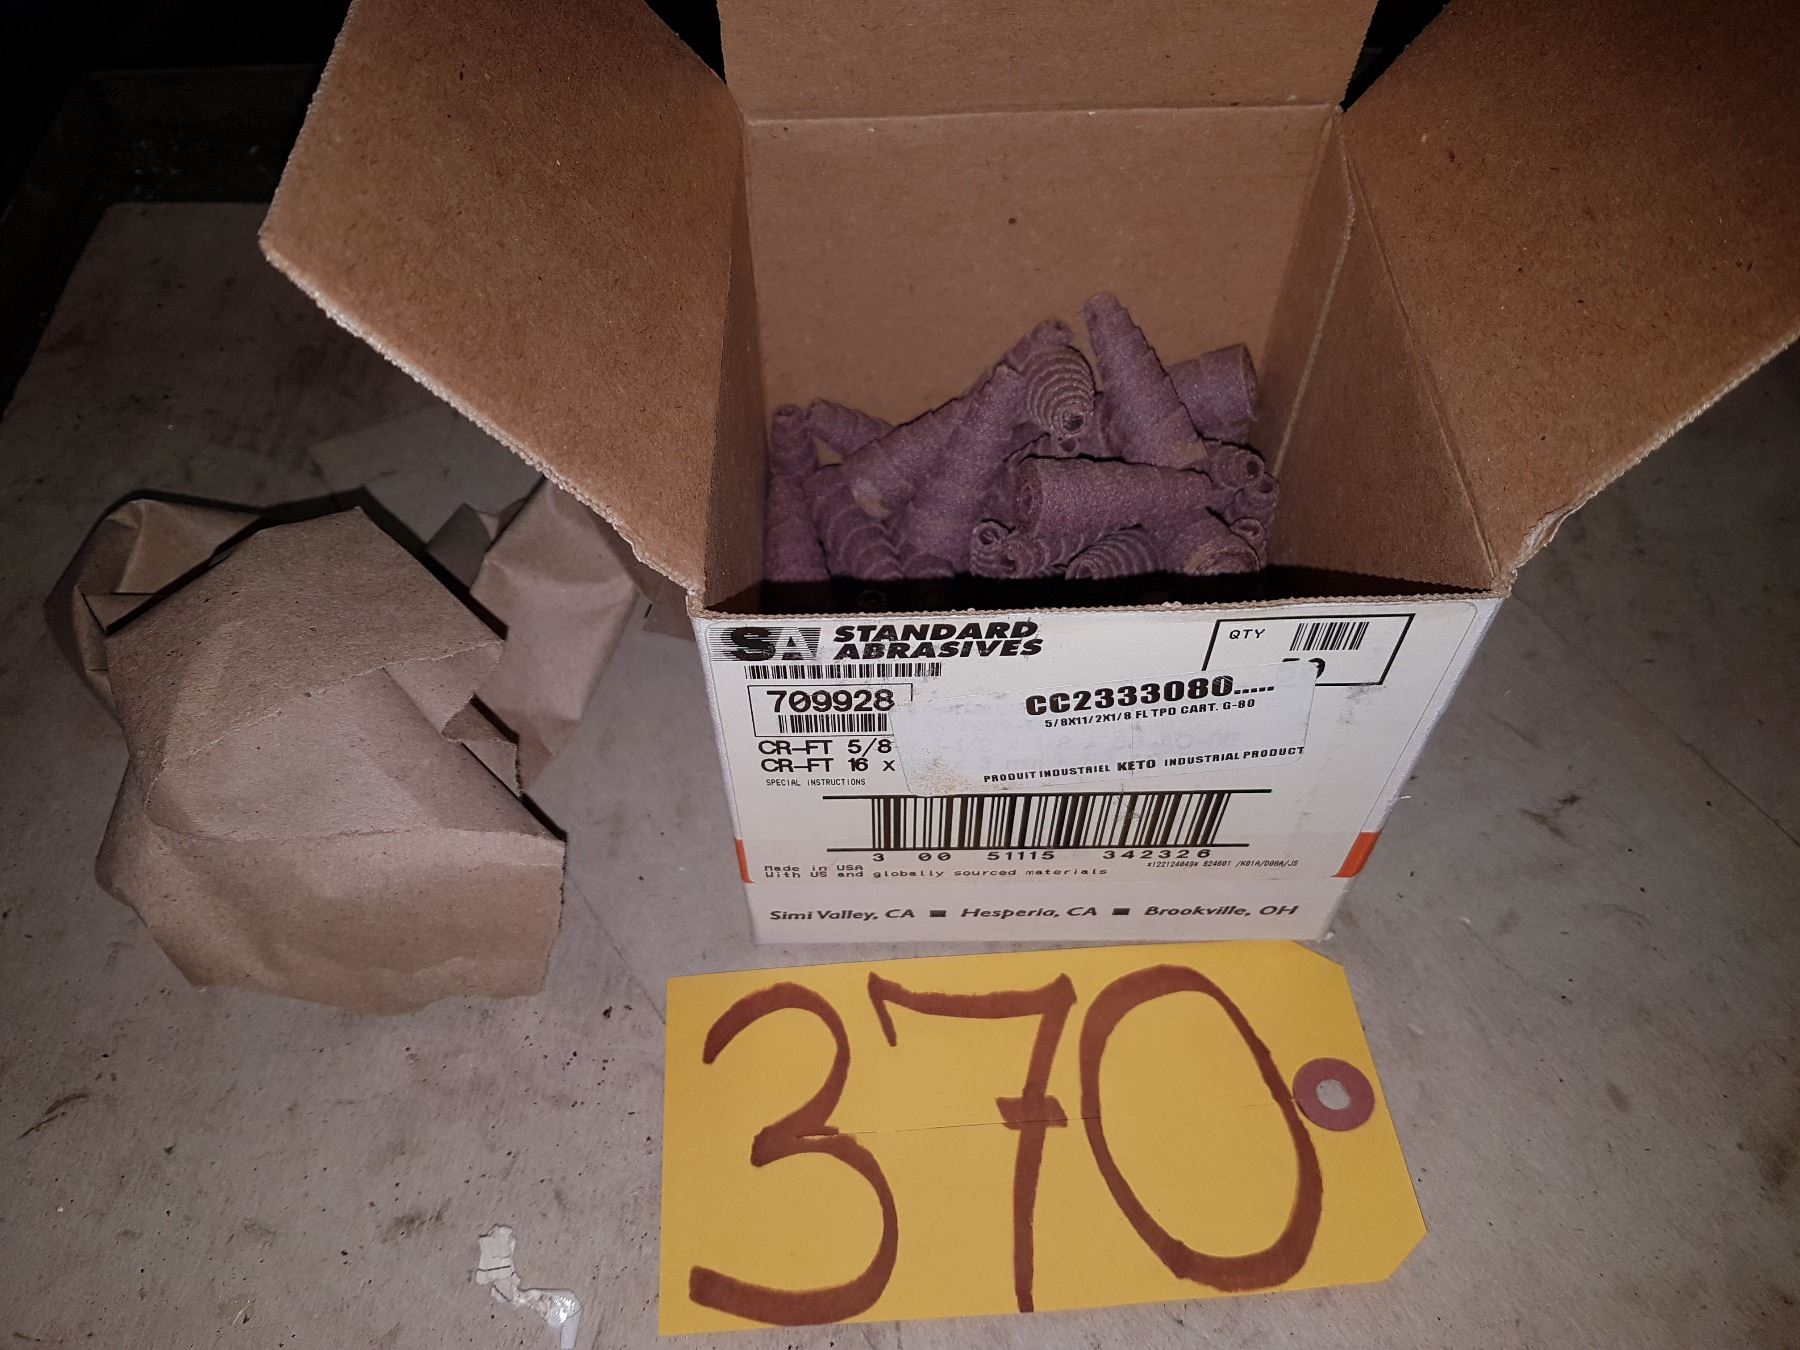 SA STANDARD
ABRASIVES
QTY
709928
CC2333080.....
5/8X11/2X1/8 FL TPD CART. G-80
CR-FT 5/8
CR-FT 16 x
PRODUIT INDUSTRIEL KETO INDUSTRIAL PRODUCT
SPECIAL INSTRUCTIONS
3 00 51115 342326
Made in USA
With US and globally sourced materials
Simi Valley, CA ■ Hesperia, CA ■ Brookville, OH
370